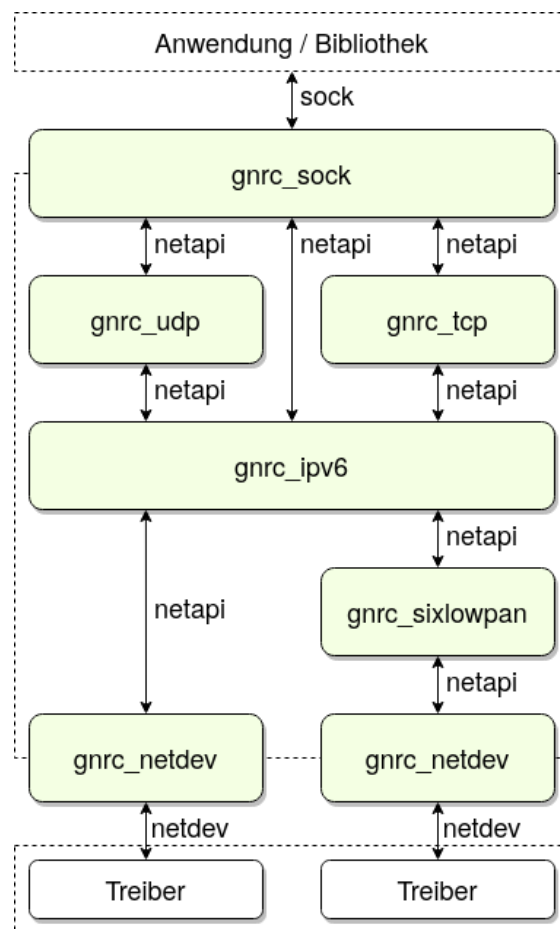 Anwendung / Bibliothek
sock
gnrc_sock
netapi netapi netapi
gnrc_udp gnrc_tcp
netapi netapi
gnrc_ipv6
netapi
netapi
gnrc_sixlowpan
netapi
gnrc_netdev gnrc_netdev
netdev netdev
Treiber Treiber